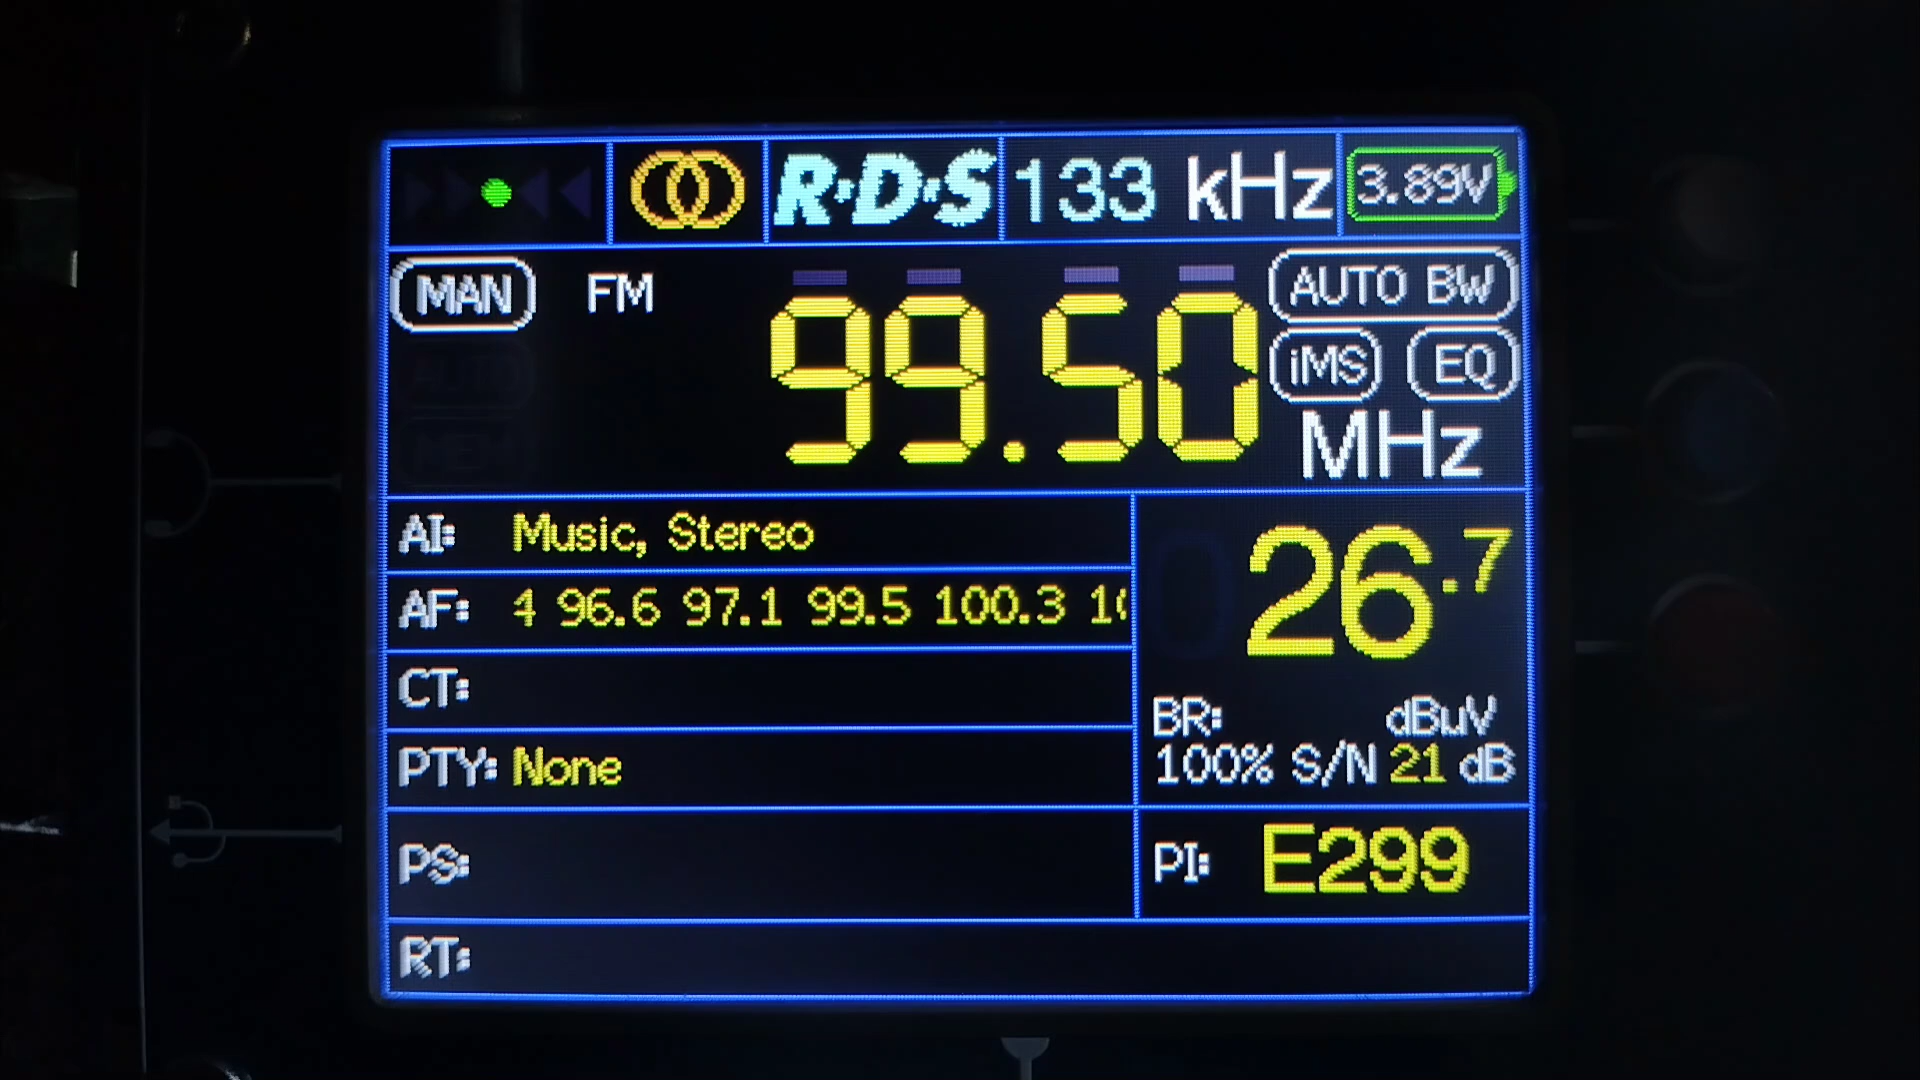 R·D·S 133 kHz 3.89V
MAN FM 99.50 AUTO BW
iMS EQ
MHz
AI: Music, Stereo
AF: 4 96.6 97.1 99.5 100.3
26.7
CT:
BR: dBuV
PTY: None
100% S/N 21 dB
PS:
PI: E299
RT: